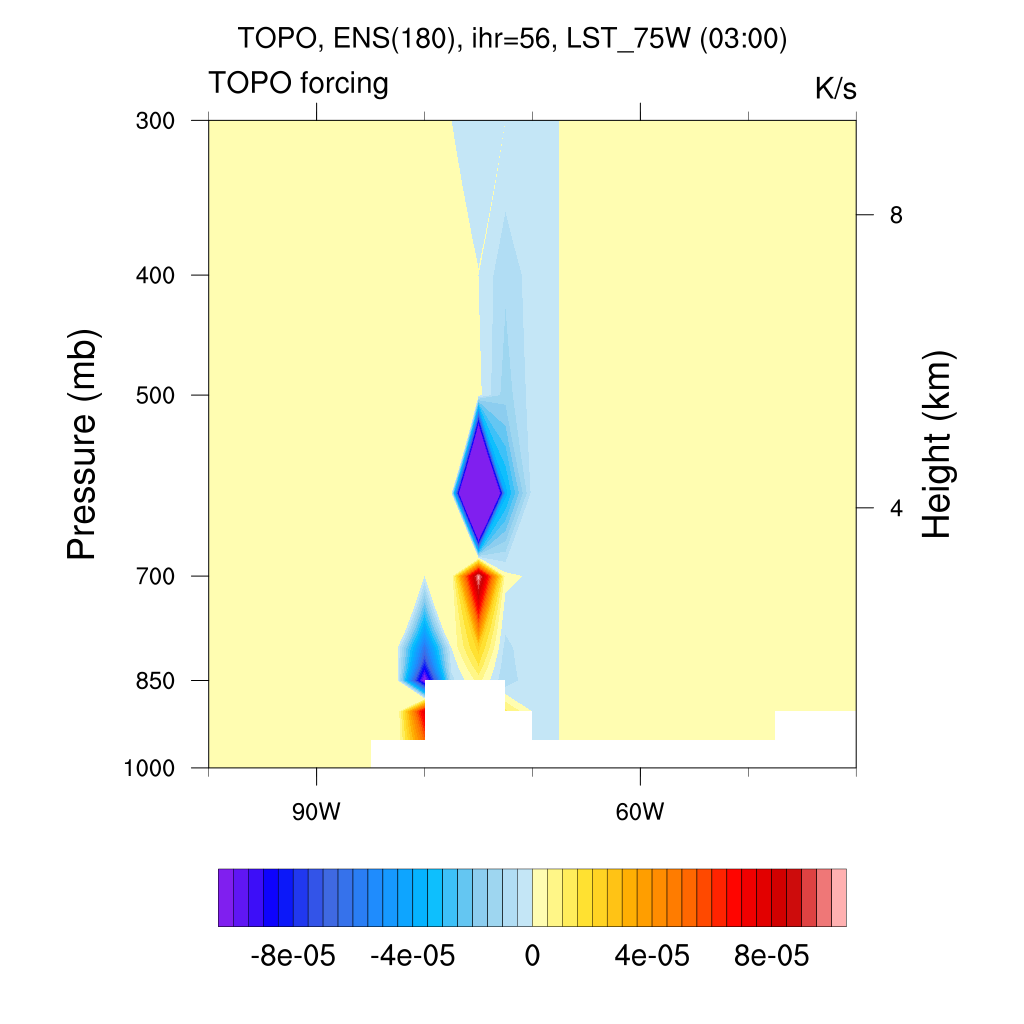 TOPO, ENS(180), ihr=56, LST_75W (03:00)
TOPO forcing
K/s
300
400
500
700
850
1000
Pressure (mb)
8
4
Height (km)
90W
60W
-8e-05
-4e-05
0
4e-05
8e-05